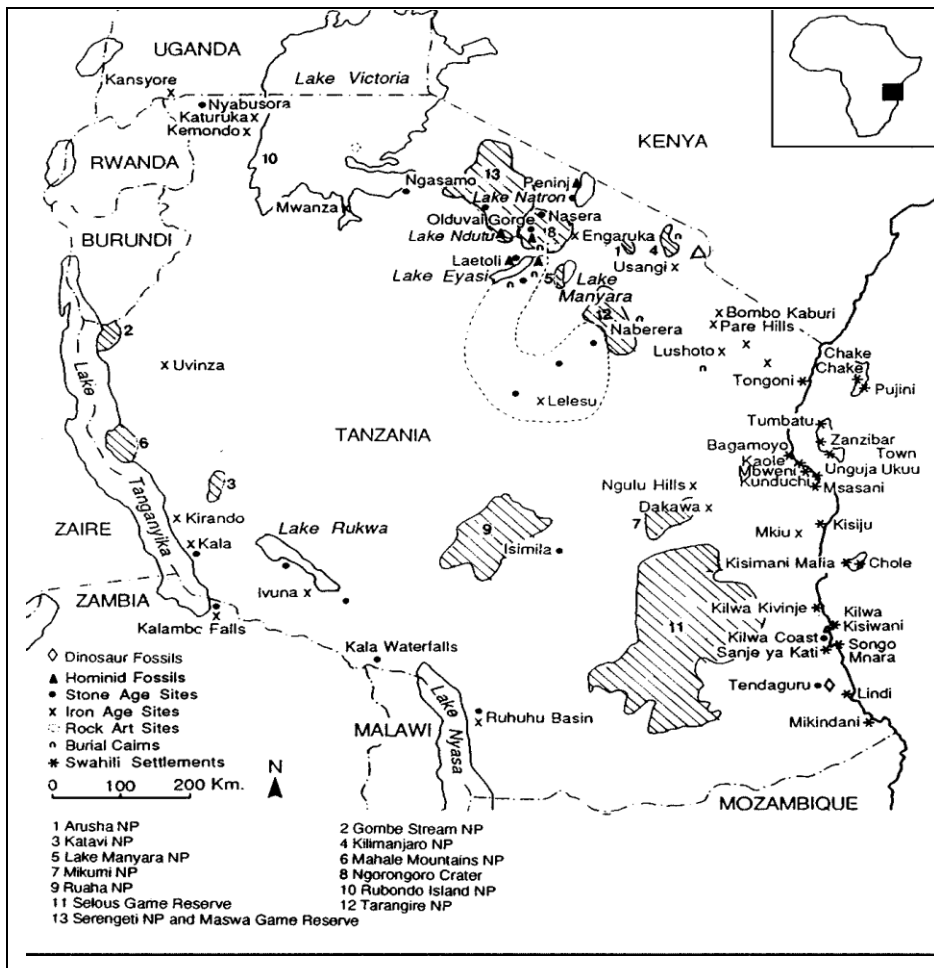 UGANDA
Kansyore
Lake Victoria
Nyabusora
Katuruka
Kemondo
KENYA
RWANDA
10
13
Ngasamo
Peninj
Lake Natron
Mwanza
Nasera
Olduvai Gorge
8
Engaruka
BURUNDI
Lake Ndutu
1
4
Laetoli
Usangi
Lake Eyasi
5
Lake
Manyara
12
Bombo Kaburi
Pare Hills
2
Naberera
Lushoto
Chake
Chake
Uvinza
Tongoni
Pujini
Lelesu
Tumbatu
TANZANIA
Bagamoyo
Zanzibar
Town
Kaole
Mbweni
Unguja Ukuu
Kunduchi
Msasani
6
Lake
Tanganyika
3
Ngulu Hills
Dakawa
7
Kisiju
Mkiu
ZAIRE
Kirando
Lake Rukwa
9
Kala
Isimila
Kisimani Mafia
Chole
ZAMBIA
Ivuna
Kalambo Falls
Kilwa Kivinje
Kilwa
Kisiwani
11
Kilwa Coast
Songo
Mnara
Sanje ya Kati
Kala Waterfalls
Tendaguru
Lindi
Lake
Nyasa
MALAWI
Ruhuhu Basin
Mikindani
MOZAMBIQUE
Dinosaur Fossils
Hominid Fossils
Stone Age Sites
x Iron Age Sites
Rock Art Sites
Burial Cairns
Swahili Settlements
0 100 200 Km.
N
1 Arusha NP
2 Gombe Stream NP
3 Katavi NP
4 Kilimanjaro NP
5 Lake Manyara NP
6 Mahale Mountains NP
7 Mikumi NP
8 Ngorongoro Crater
9 Ruaha NP
10 Rubondo Island NP
11 Selous Game Reserve
12 Tarangire NP
13 Serengeti NP and Maswa Game Reserve